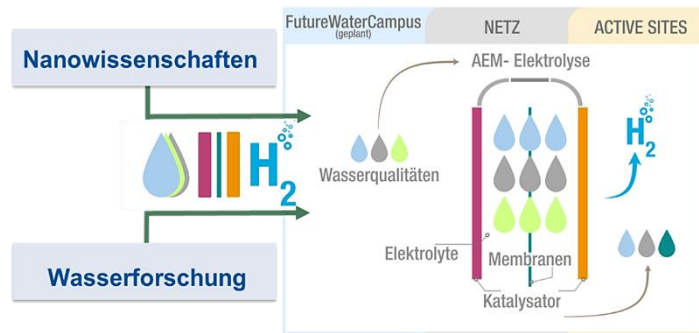 Nanowissenschaften
H2
Wasserforschung
FutureWaterCampus
(geplant)
NETZ
ACTIVE SITES
AEM- Elektrolyse
Wasserqualitäten
H2
Elektrolyte
Membranen
Katalysator